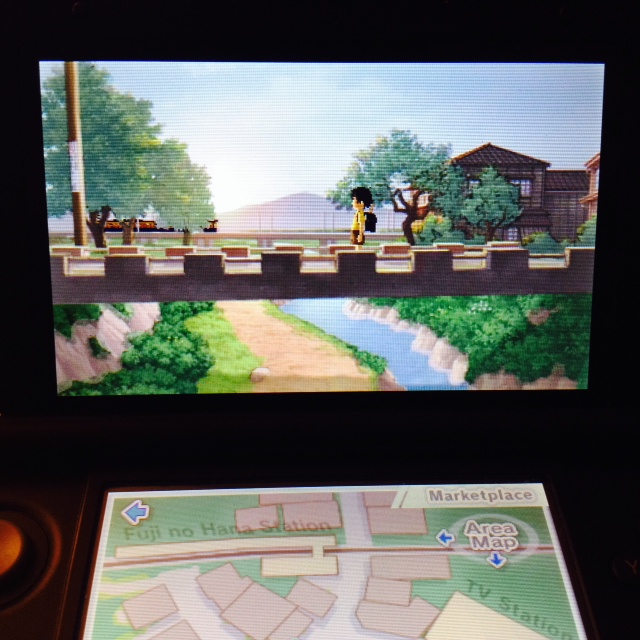 Marketplace
Fuji no Hana Station
Area
Map
TV Station
Y